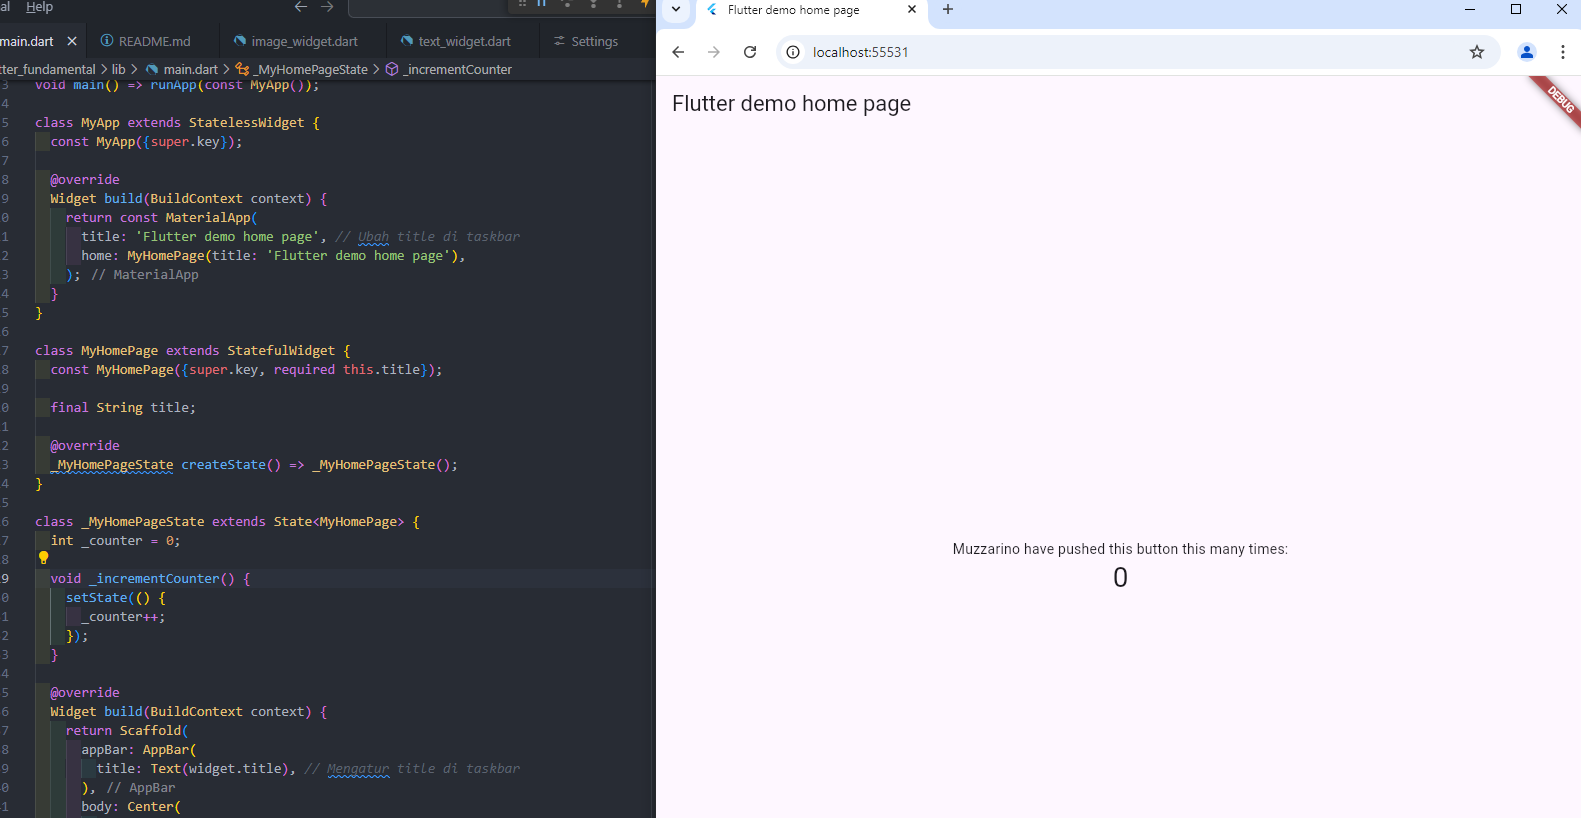 al Help
main.dart README.md image_widget.dart text_widget.dart Settings
tter_fundamental > lib > main.dart > _MyHomePageState > _incrementCounter
3 void main() => runApp(const MyApp());
4
5 class MyApp extends StatelessWidget {
6 const MyApp({super.key});
7
8 @override
9 Widget build(BuildContext context) {
0 return const MaterialApp(
1 title: 'Flutter demo home page', // Ubah title di taskbar
2 home: MyHomePage(title: 'Flutter demo home page'),
3 ); // MaterialApp
4 }
5 }
6
7 class MyHomePage extends StatefulWidget {
8 const MyHomePage({super.key, required this.title});
9
0 final String title;
1
2 @override
3 _MyHomePageState createState() => _MyHomePageState();
4 }
5
6 class _MyHomePageState extends State<MyHomePage> {
7 int _counter = 0;
8
9 void _incrementCounter() {
0 setState(() {
1 _counter++;
2 });
3 }
4
5 @override
6 Widget build(BuildContext context) {
7 return Scaffold(
8 appBar: AppBar(
9 title: Text(widget.title), // Mengatur title di taskbar
0 ), // AppBar
1 body: Center(
Flutter demo home page
localhost:55531
Flutter demo home page
DEBUG
Muzzarino have pushed this button this many times:
0